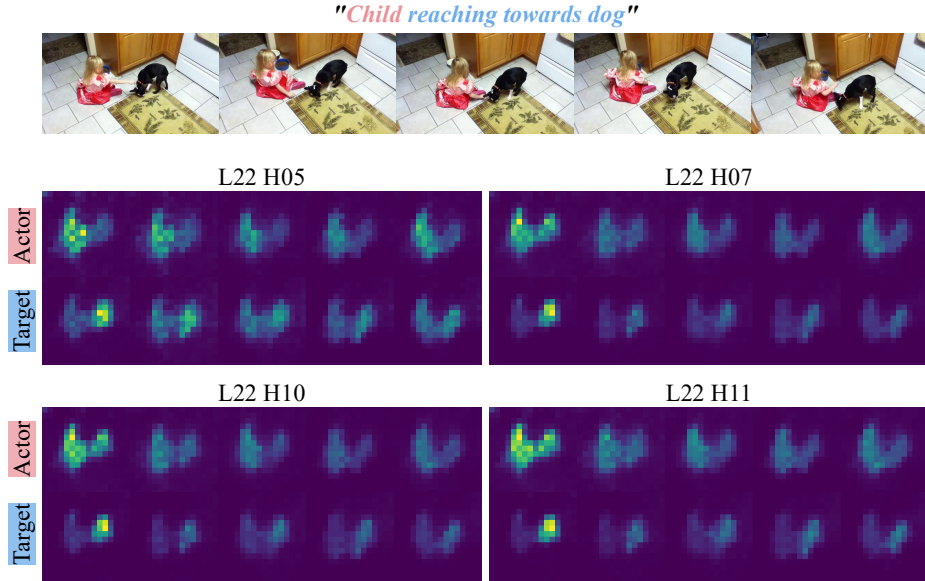 "Child reaching towards dog"
L22 H05
L22 H07
Actor
Target
L22 H10
L22 H11
Actor
Target